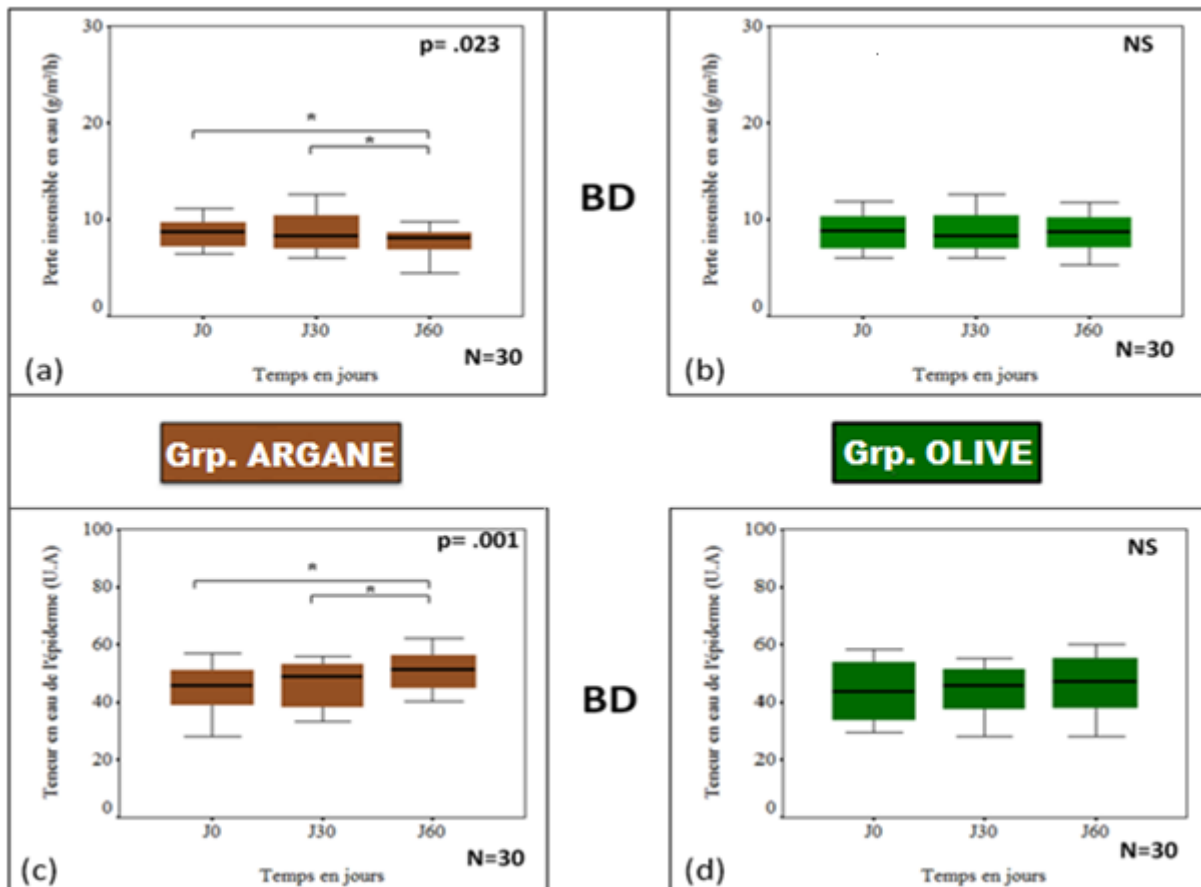 30
20
10
0
Perte insensible en eau (g/m²/h)
p= .023
*
*
J0 J30 J60
N=30
(a)
Temps en jours
BD
30
20
10
0
Perte insensible en eau (g/m²/h)
NS
J0 J30 J60
N=30
(b)
Temps en jours
Grp. ARGANE
Grp. OLIVE
100
80
60
40
20
0
Teneur en eau de l'épiderme (U.A)
p= .001
*
*
J0 J30 J60
N=30
(c)
Temps en jours
BD
100
80
60
40
20
0
Teneur en eau de l'épiderme (U.A)
NS
J0 J30 J60
N=30
(d)
Temps en jours